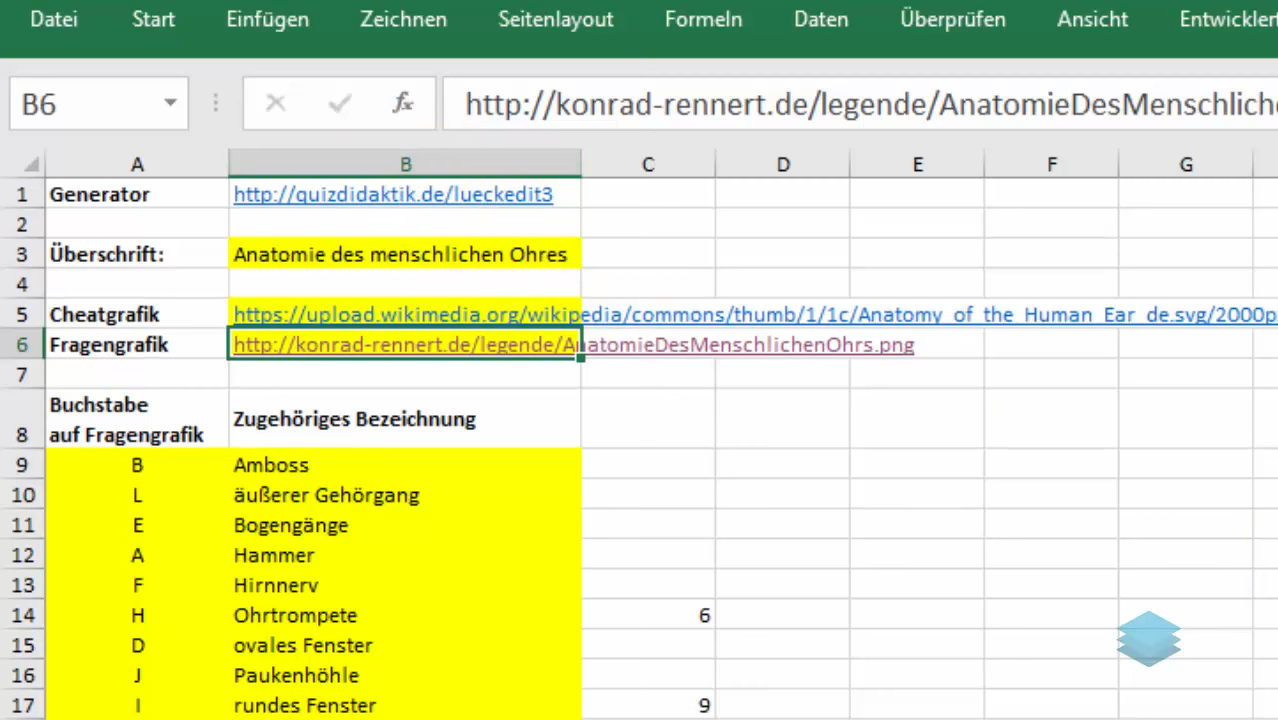 Datei Start Einfügen Zeichnen Seitenlayout Formeln Daten Überprüfen Ansicht
B6 fx http://konrad-rennert.de/legende/AnatomieDesMenschlich
A B C D E F G
1 Generator http://quizdidaktik.de/lueckedit3
2
3 Überschrift: Anatomie des menschlichen Ohres
4
5 Cheatgrafik https://upload.wikimedia.org/wikipedia/commons/thumb/1/1c/Anatomy_of_the_Human_Ear_de.svg/2000p
6 Fragengrafik http://konrad-rennert.de/legende/AnatomieDesMenschlichenOhrs.png
7
Buchstabe
8 auf Fragengrafik Zugehöriges Bezeichnung
9 B Amboss
10 L äußerer Gehörgang
11 E Bogengänge
12 A Hammer
13 F Hirnnerv
14 H Ohrtrompete 6
15 D ovales Fenster
16 J Paukenhöhle
17 I rundes Fenster 9